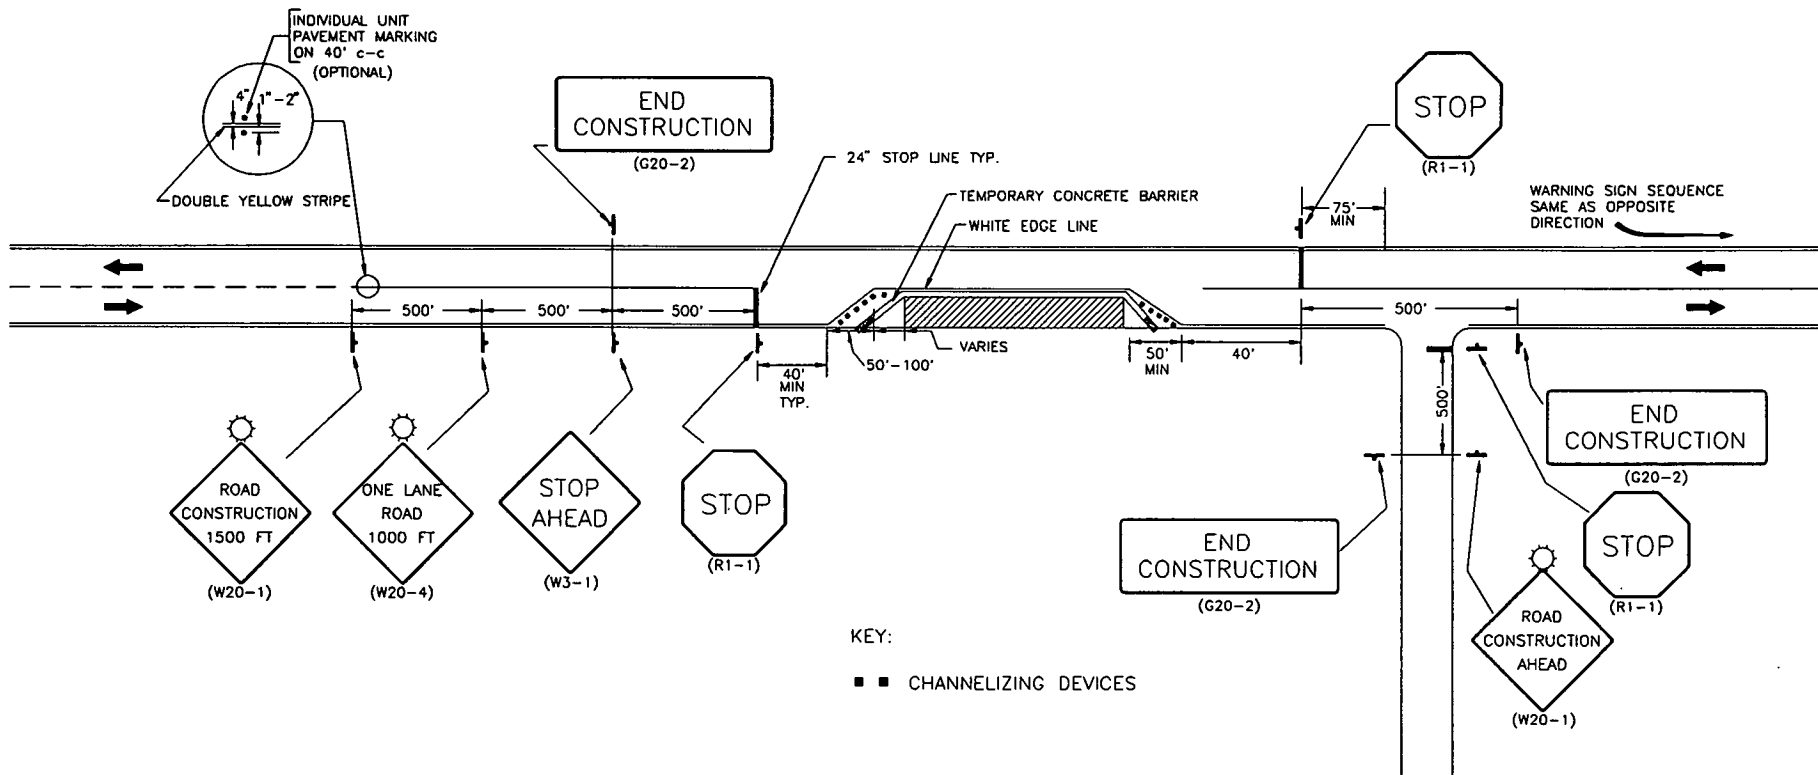 INDIVIDUAL UNIT
PAVEMENT MARKING
ON 40' c-c
(OPTIONAL)
4"
1"-2"
DOUBLE YELLOW STRIPE
END
CONSTRUCTION
(G20-2)
24" STOP LINE TYP.
TEMPORARY CONCRETE BARRIER
WHITE EDGE LINE
STOP
(R1-1)
75'
MIN
WARNING SIGN SEQUENCE
SAME AS OPPOSITE
DIRECTION
500'
500'
500'
500'
VARIES
50'-100'
40'
MIN
TYP.
50'
MIN
40'
500'
ROAD
CONSTRUCTION
1500 FT
(W20-1)
ONE LANE
ROAD
1000 FT
(W20-4)
STOP
AHEAD
(W3-1)
STOP
(R1-1)
END
CONSTRUCTION
(G20-2)
END
CONSTRUCTION
(G20-2)
STOP
(R1-1)
ROAD
CONSTRUCTION
AHEAD
(W20-1)
KEY:
CHANNELIZING DEVICES